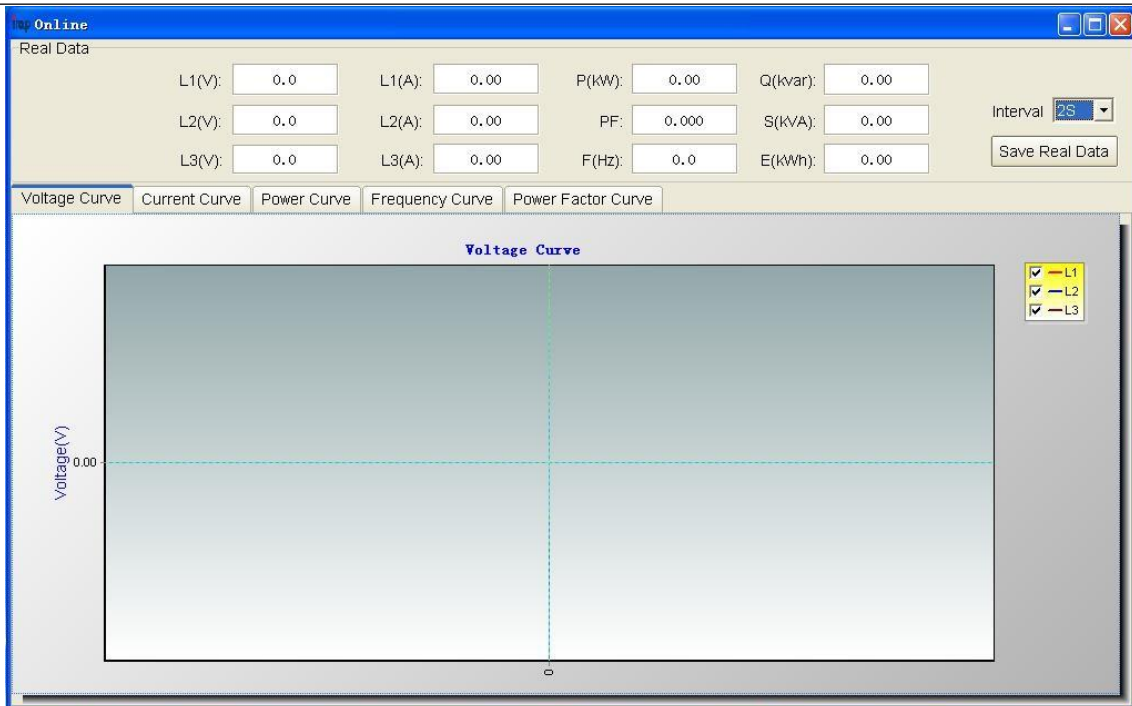 Online
Real Data
L1(V): 0.0 L1(A): 0.00 P(kW): 0.00 Q(kvar): 0.00
L2(V): 0.0 L2(A): 0.00 PF: 0.000 S(kVA): 0.00
Interval 2S
L3(V): 0.0 L3(A): 0.00 F(Hz): 0.0 E(kWh): 0.00
Save Real Data
Voltage Curve Current Curve Power Curve Frequency Curve Power Factor Curve
Voltage Curve
L1
L2
L3
Voltage(V)
0.00
0